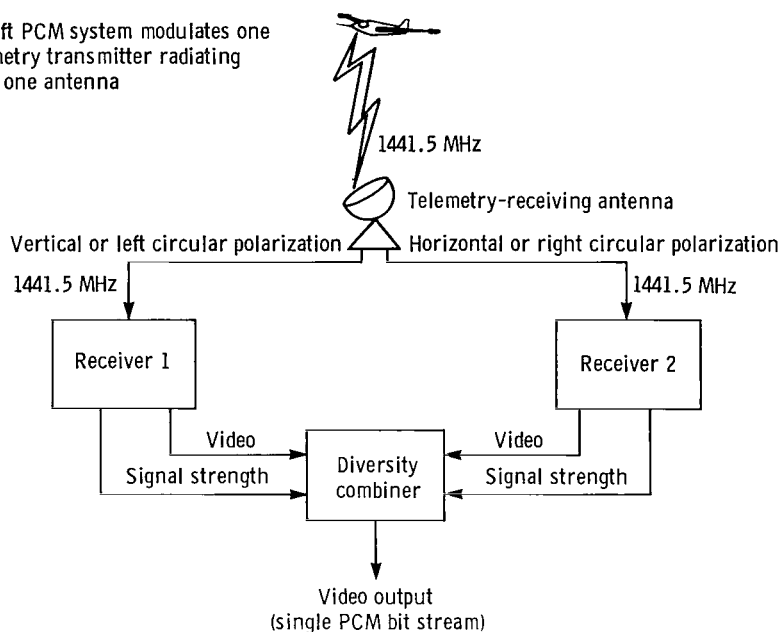 ft PCM system modulates one
metry transmitter radiating
one antenna
1441.5 MHz
Telemetry-receiving antenna
Vertical or left circular polarization
Horizontal or right circular polarization
1441.5 MHz
1441.5 MHz
Receiver 1
Receiver 2
Video
Video
Signal strength
Signal strength
Diversity
combiner
Video output
(single PCM bit stream)